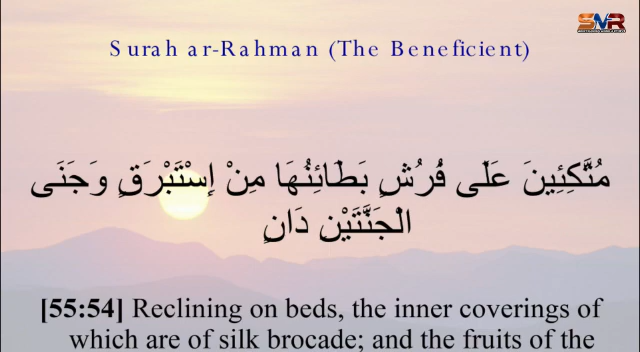 SMR
Surah ar-Rahman (The Beneficient)
مُتَّكِئِينَ عَلَى فُرُشٍ بَطَائِنُهَا مِنْ إِسْتَبْرَقٍ وَجَنَى
الْجَنَّتَيْنِ دَانٍ
[55:54] Reclining on beds, the inner coverings of
which are of silk brocade; and the fruits of the